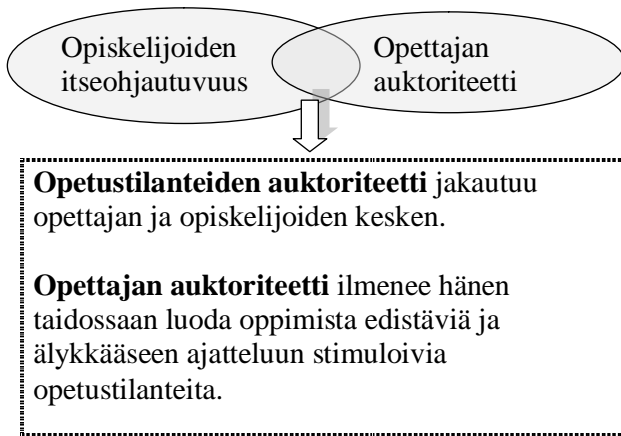 Opiskelijoiden
itseohjautuvuus
Opettajan
auktoriteetti
Opetustilanteiden auktoriteetti jakautuu
opettajan ja opiskelijoiden kesken.
Opettajan auktoriteetti ilmenee hänen
taidossaan luoda oppimista edistäviä ja
älykkääseen ajatteluun stimuloivia
opetustilanteita.